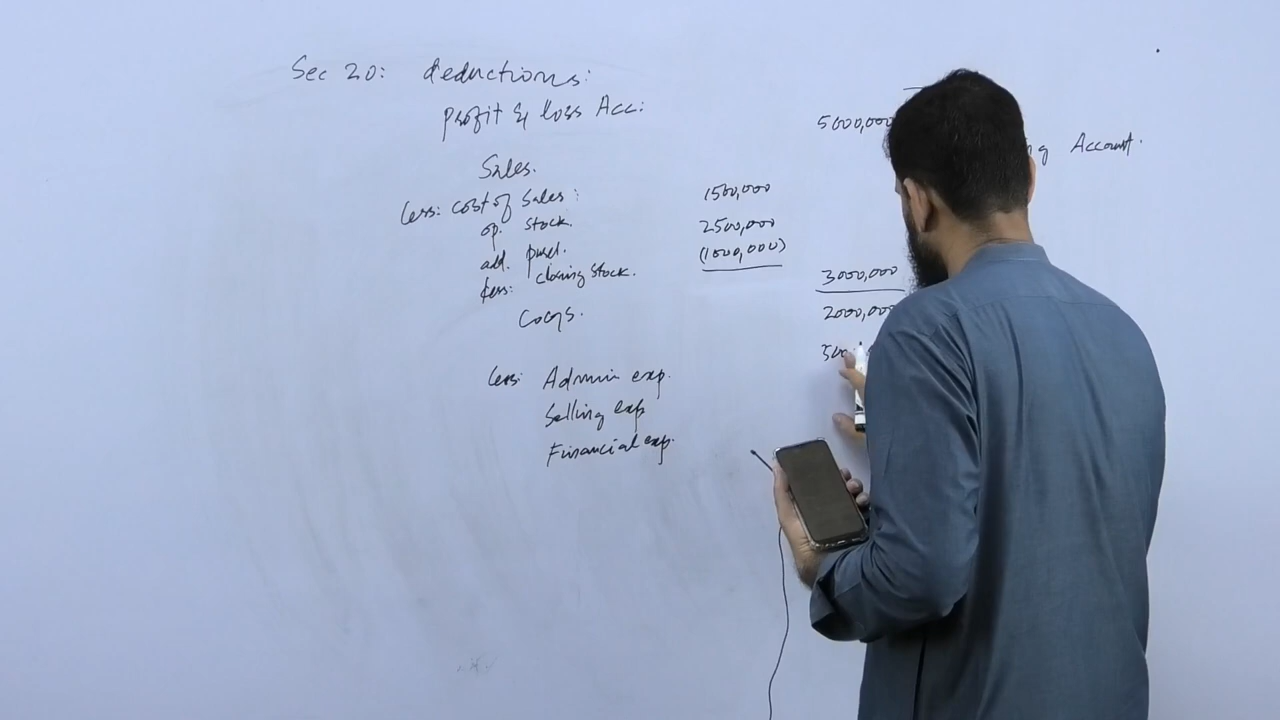 Sec 20: deductions:
profit & loss Acc: 5000,000
g Account.
Sales.
less: cost of Sales: 1500,000
op. stock. 2500,000
add. purch. (1000,000)
less: closing stock. 3000,000
COGS. 2000,00
500
less: Admin exp.
Selling exp
Financial exp.